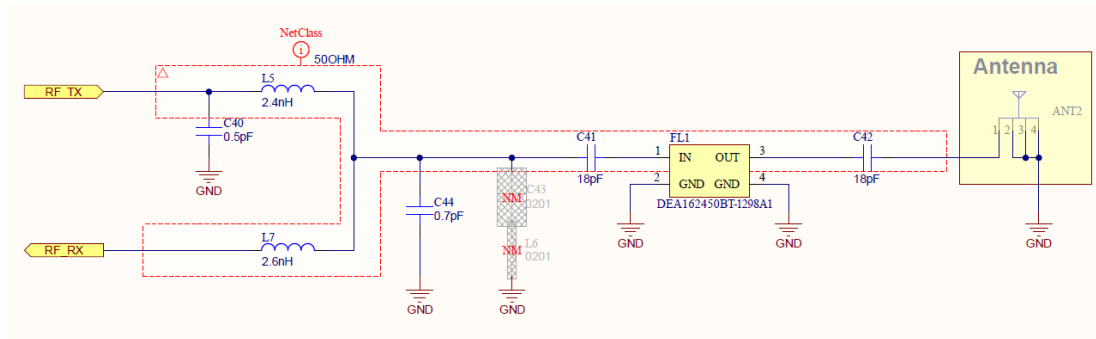 NetClass
i
50OHM
Antenna
RF_TX
L5
2.4nH
ANT2
C40
0.5pF
1 2 3 4
GND
C41
18pF
FL1
1 IN OUT 3
2 GND GND 4
DEA162450BT-1298A1
C42
18pF
C44
0.7pF
NM
C43
0201
NM
L6
0201
GND
GND
GND
RF_RX
L7
2.6nH
GND
GND